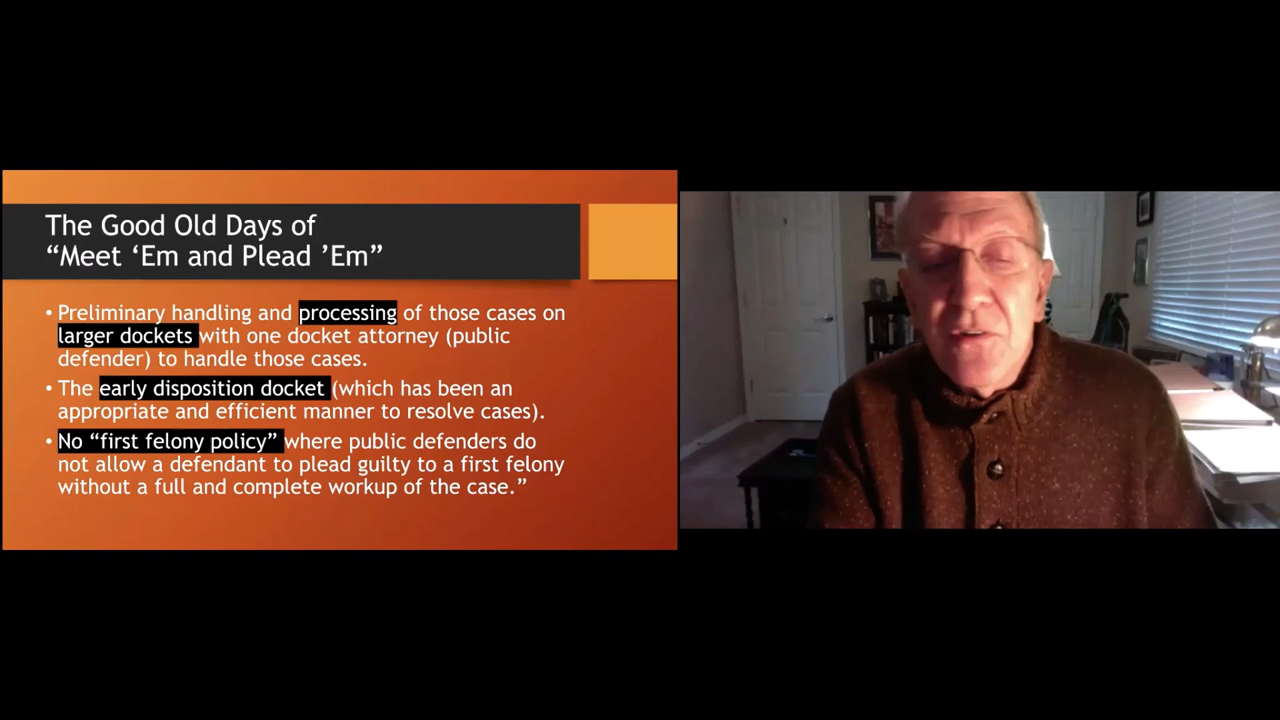 The Good Old Days of
“Meet ‘Em and Plead ’Em”
• Preliminary handling and processing of those cases on
larger dockets with one docket attorney (public
defender) to handle those cases.
• The early disposition docket (which has been an
appropriate and efficient manner to resolve cases).
• No “first felony policy” where public defenders do
not allow a defendant to plead guilty to a first felony
without a full and complete workup of the case.”